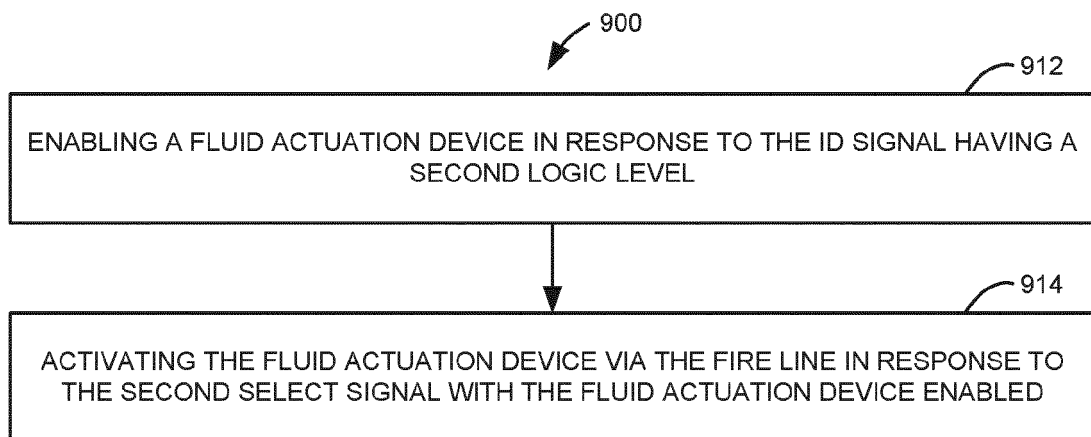 900
912
ENABLING A FLUID ACTUATION DEVICE IN RESPONSE TO THE ID SIGNAL HAVING A
SECOND LOGIC LEVEL
914
ACTIVATING THE FLUID ACTUATION DEVICE VIA THE FIRE LINE IN RESPONSE TO
THE SECOND SELECT SIGNAL WITH THE FLUID ACTUATION DEVICE ENABLED